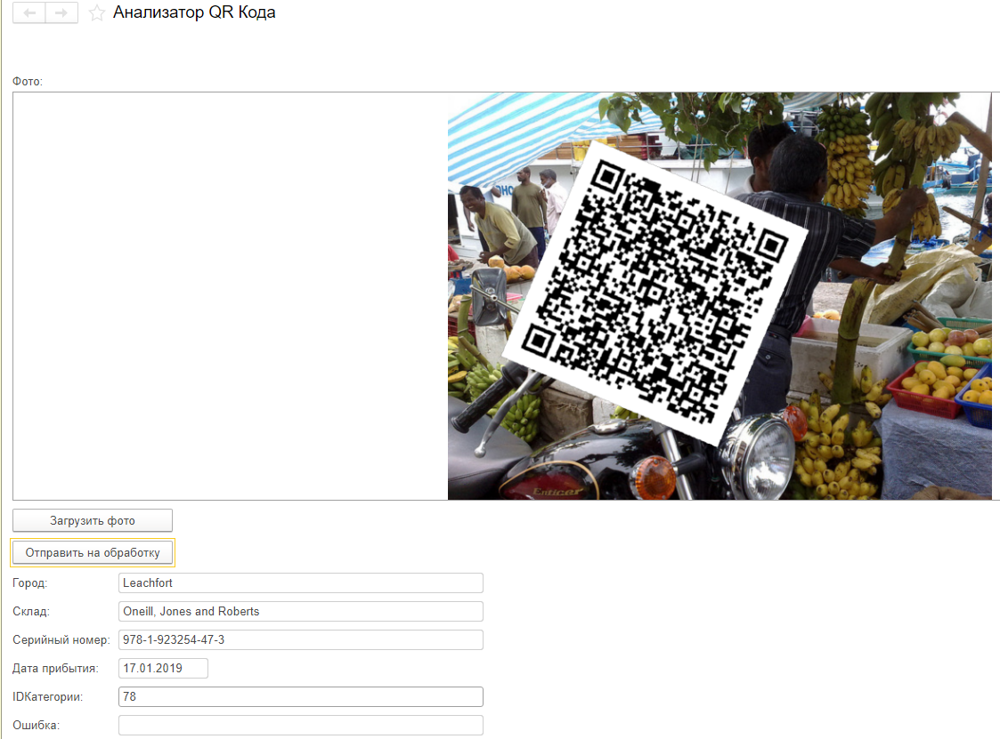 Анализатор QR Кода
Фото:
Enticer
Загрузить фото
Отправить на обработку
Город: Leachfort
Склад: Oneill, Jones and Roberts
Серийный номер: 978-1-923254-47-3
Дата прибытия: 17.01.2019
IDКатегории: 78
Ошибка: